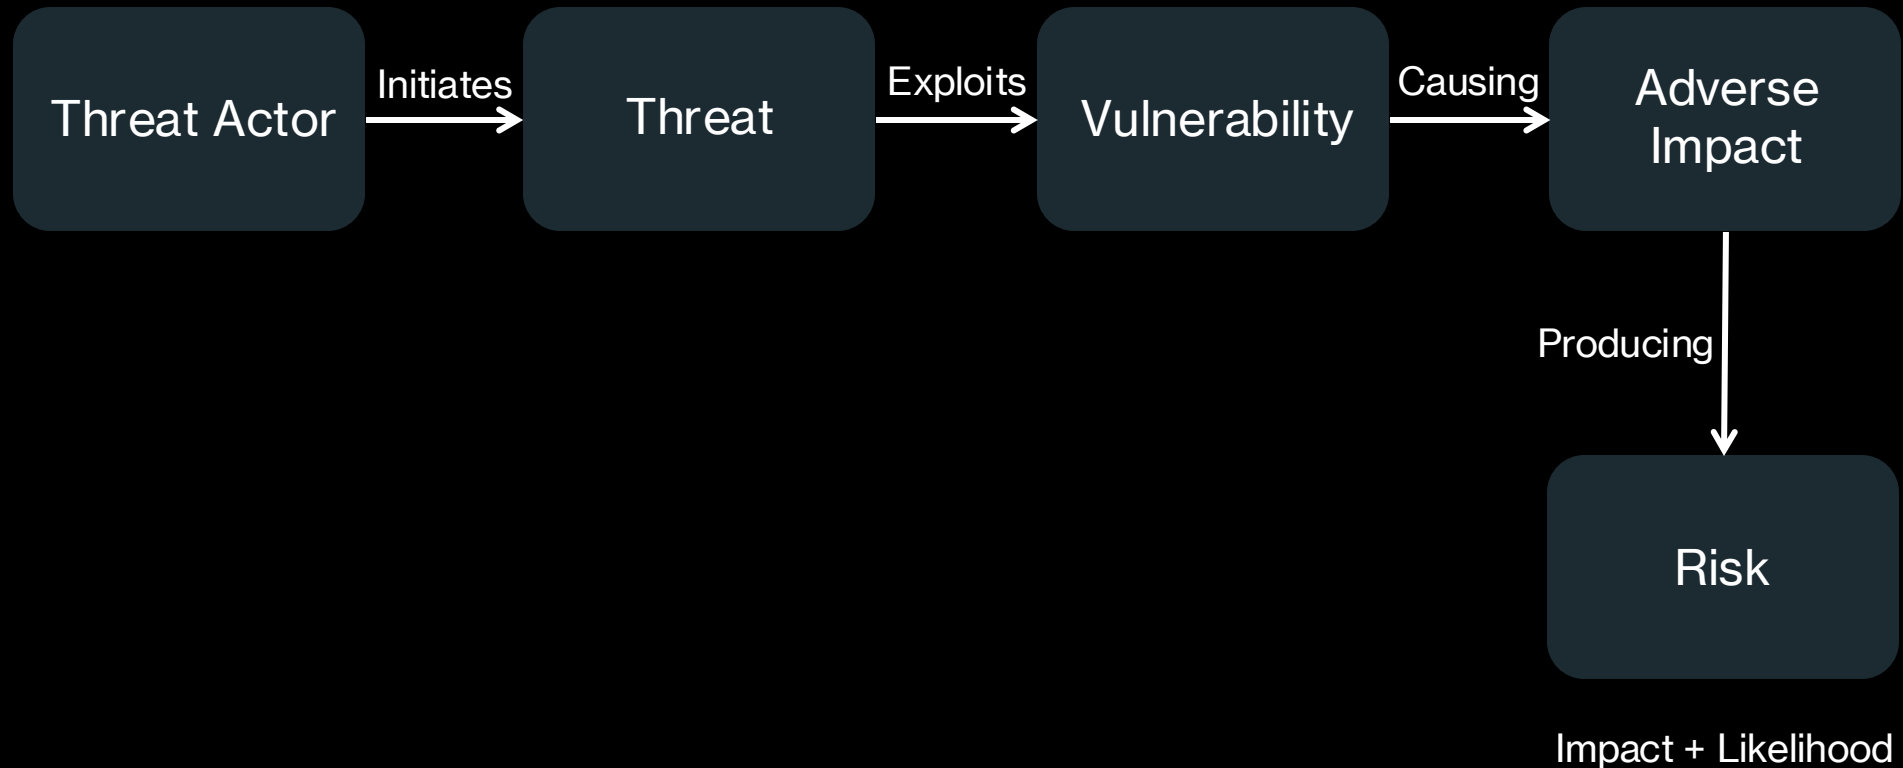 Threat Actor
Initiates
Threat
Exploits
Vulnerability
Causing
Adverse
Impact
Producing
Risk
Impact + Likelihood